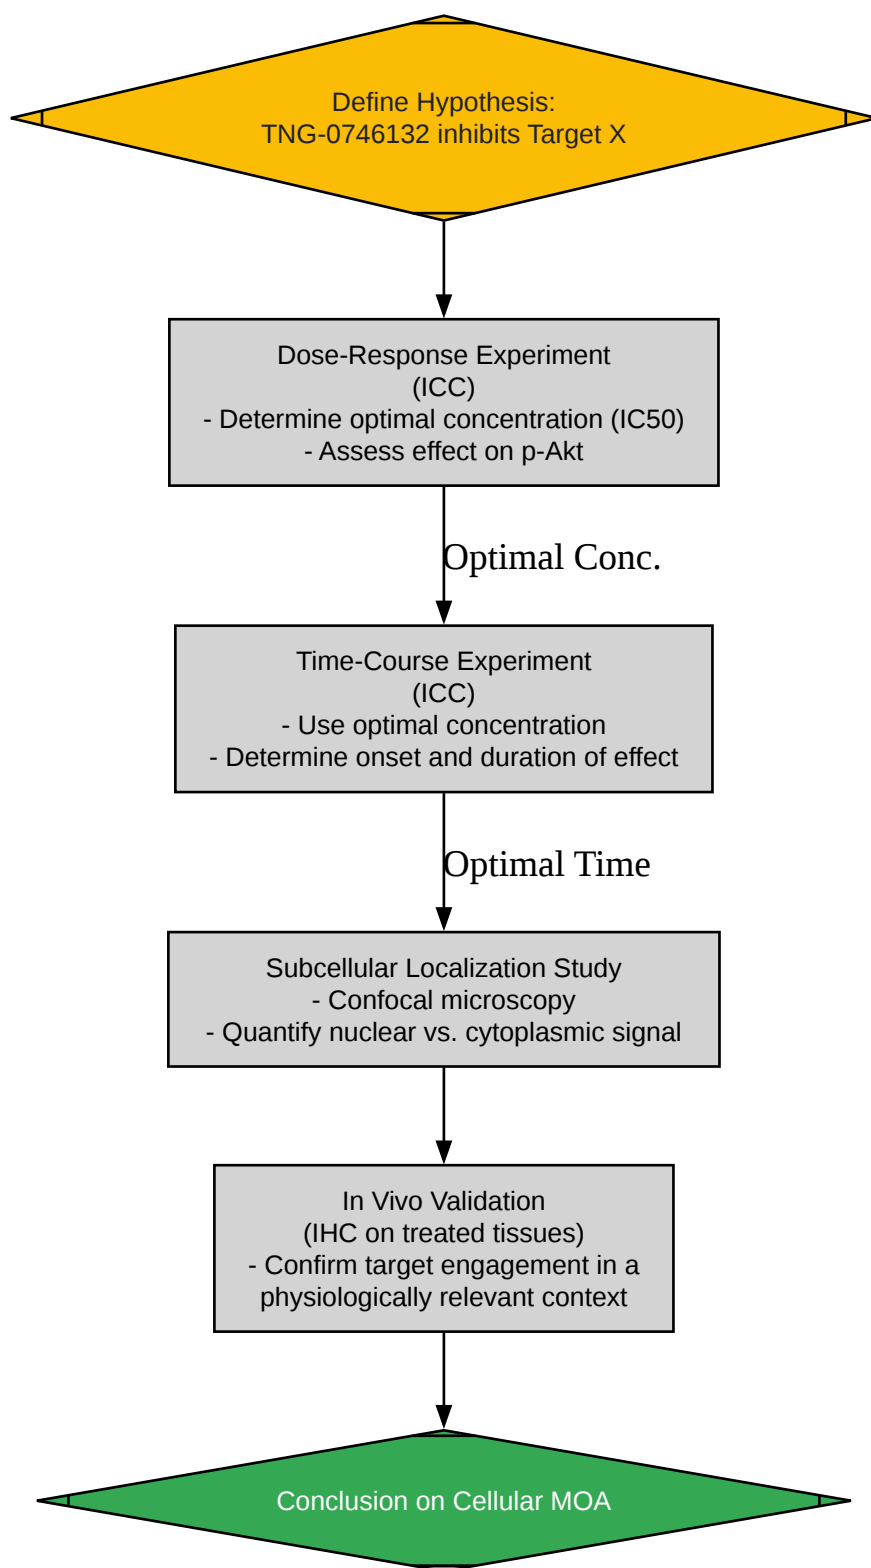 Define Hypothesis:
TNG-0746132 inhibits Target X
Dose-Response Experiment
(ICC)
- Determine optimal concentration (IC50)
- Assess effect on p-Akt
Optimal Conc.
Time-Course Experiment
(ICC)
- Use optimal concentration
- Determine onset and duration of effect
Optimal Time
Subcellular Localization Study
- Confocal microscopy
- Quantify nuclear vs. cytoplasmic signal
In Vivo Validation
(IHC on treated tissues)
- Confirm target engagement in a
physiologically relevant context
Conclusion on Cellular MOA